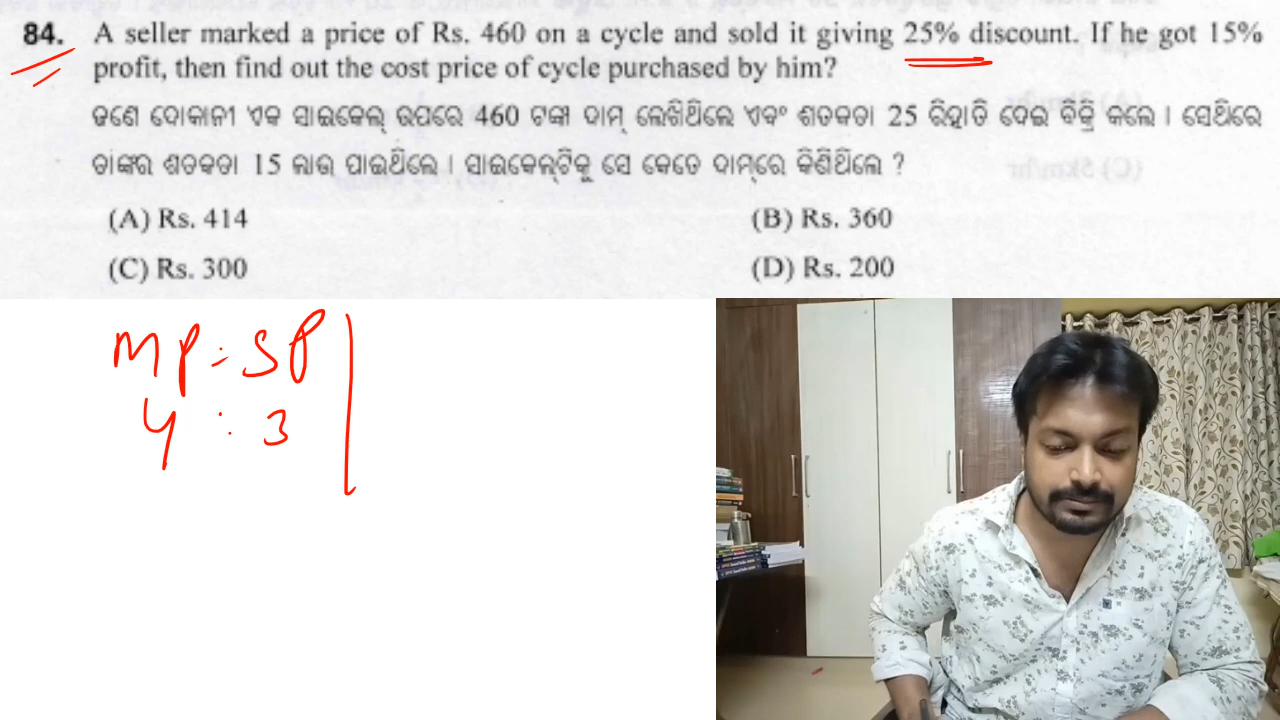 84. A seller marked a price of Rs. 460 on a cycle and sold it giving 25% discount. If he got 15%
profit, then find out the cost price of cycle purchased by him?
ଜଣେ ଦୋକାନୀ ଏକ ସାଇକେଲ୍ ଉପରେ 460 ଟଙ୍କା ଦାମ୍ ଲେଖିଥିଲେ ଏବଂ ଶତକଡା 25 ରିହାତି ଦେଇ ବିକ୍ରି କଲେ । ସେଥିରେ
ତାଙ୍କର ଶତକଡା 15 ଲାଭ ପାଇଥିଲେ । ସାଇକେଲ୍‌ଟିକୁ ସେ କେତେ ଦାମ୍‌ରେ କିଣିଥିଲେ ?
(A) Rs. 414 (B) Rs. 360
(C) Rs. 300 (D) Rs. 200
MP : SP
4 : 3